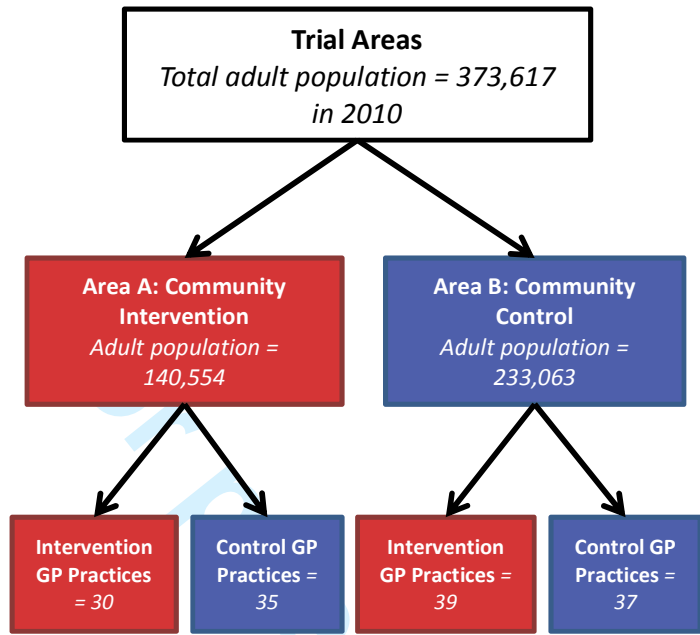 Trial Areas
Total adult population = 373,617
in 2010
Area A: Community
Intervention
Adult population =
140,554
Area B: Community
Control
Adult population =
233,063
Intervention
GP Practices
= 30
Control GP
Practices =
35
Intervention
GP Practices =
39
Control GP
Practices =
37